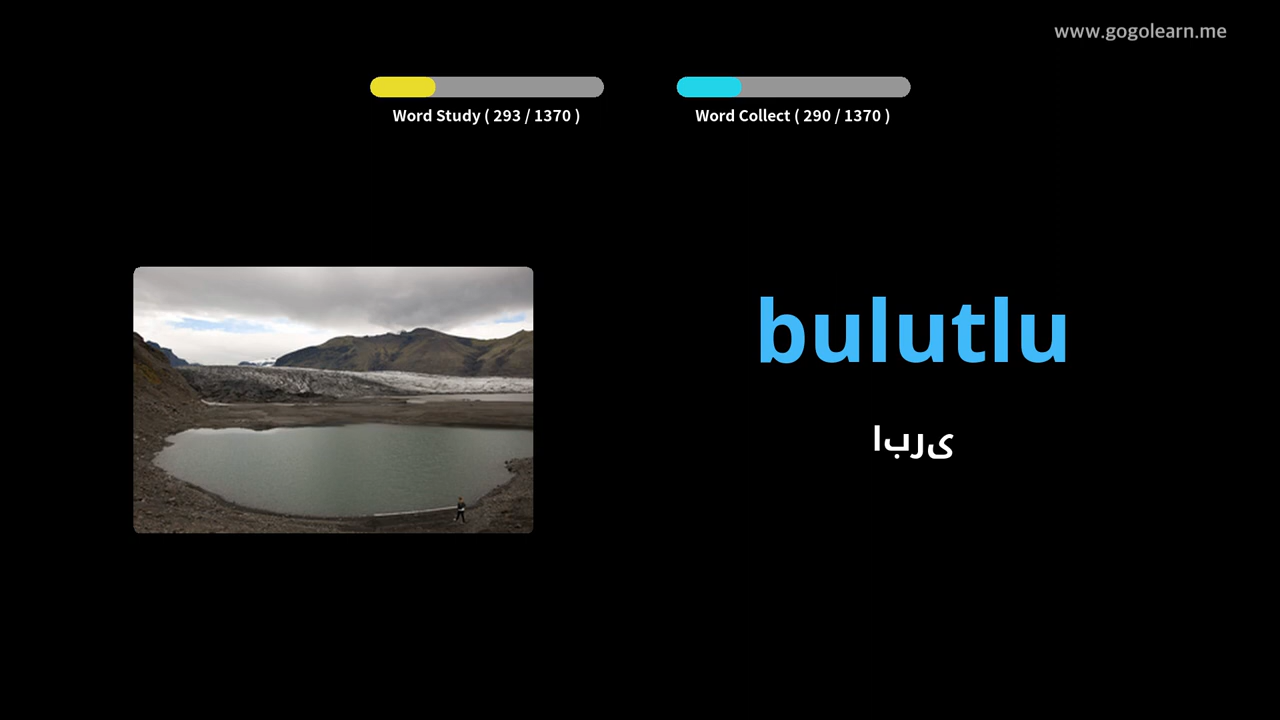 www.gogolearn.me
Word Study ( 293 / 1370 )
Word Collect ( 290 / 1370 )
bulutlu
ابری